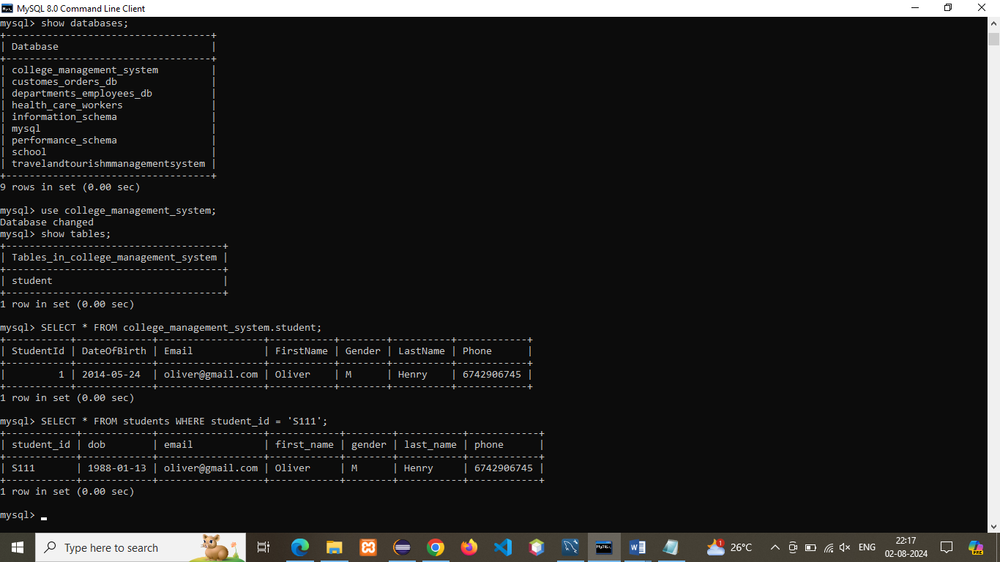 MySQL 8.0 Command Line Client
mysql> show databases;
+-----------------------------------+
| Database                          |
+-----------------------------------+
| college_management_system         |
| customes_orders_db                |
| departments_employees_db          |
| health_care_workers               |
| information_schema                |
| mysql                             |
| performance_schema                |
| school                            |
| travelandtourishmmanagementsystem |
+-----------------------------------+
9 rows in set (0.00 sec)
mysql> use college_management_system;
Database changed
mysql> show tables;
+-------------------------------------+
| Tables_in_college_management_system |
+-------------------------------------+
| student                             |
+-------------------------------------+
1 row in set (0.00 sec)
mysql> SELECT * FROM college_management_system.student;
+-----------+-------------+------------------+-----------+--------+----------+------------+
| StudentId | DateOfBirth | Email            | FirstName | Gender | LastName | Phone      |
+-----------+-------------+------------------+-----------+--------+----------+------------+
|         1 | 2014-05-24  | oliver@gmail.com | Oliver    | M      | Henry    | 6742906745 |
+-----------+-------------+------------------+-----------+--------+----------+------------+
1 row in set (0.00 sec)
mysql> SELECT * FROM students WHERE student_id = 'S111';
+------------+------------+------------------+------------+--------+-----------+------------+
| student_id | dob        | email            | first_name | gender | last_name | phone      |
+------------+------------+------------------+------------+--------+-----------+------------+
| S111       | 1988-01-13 | oliver@gmail.com | Oliver     | M      | Henry     | 6742906745 |
+------------+------------+------------------+------------+--------+-----------+------------+
1 row in set (0.00 sec)
mysql>
Type here to search
26°C
ENG
22:17
02-08-2024